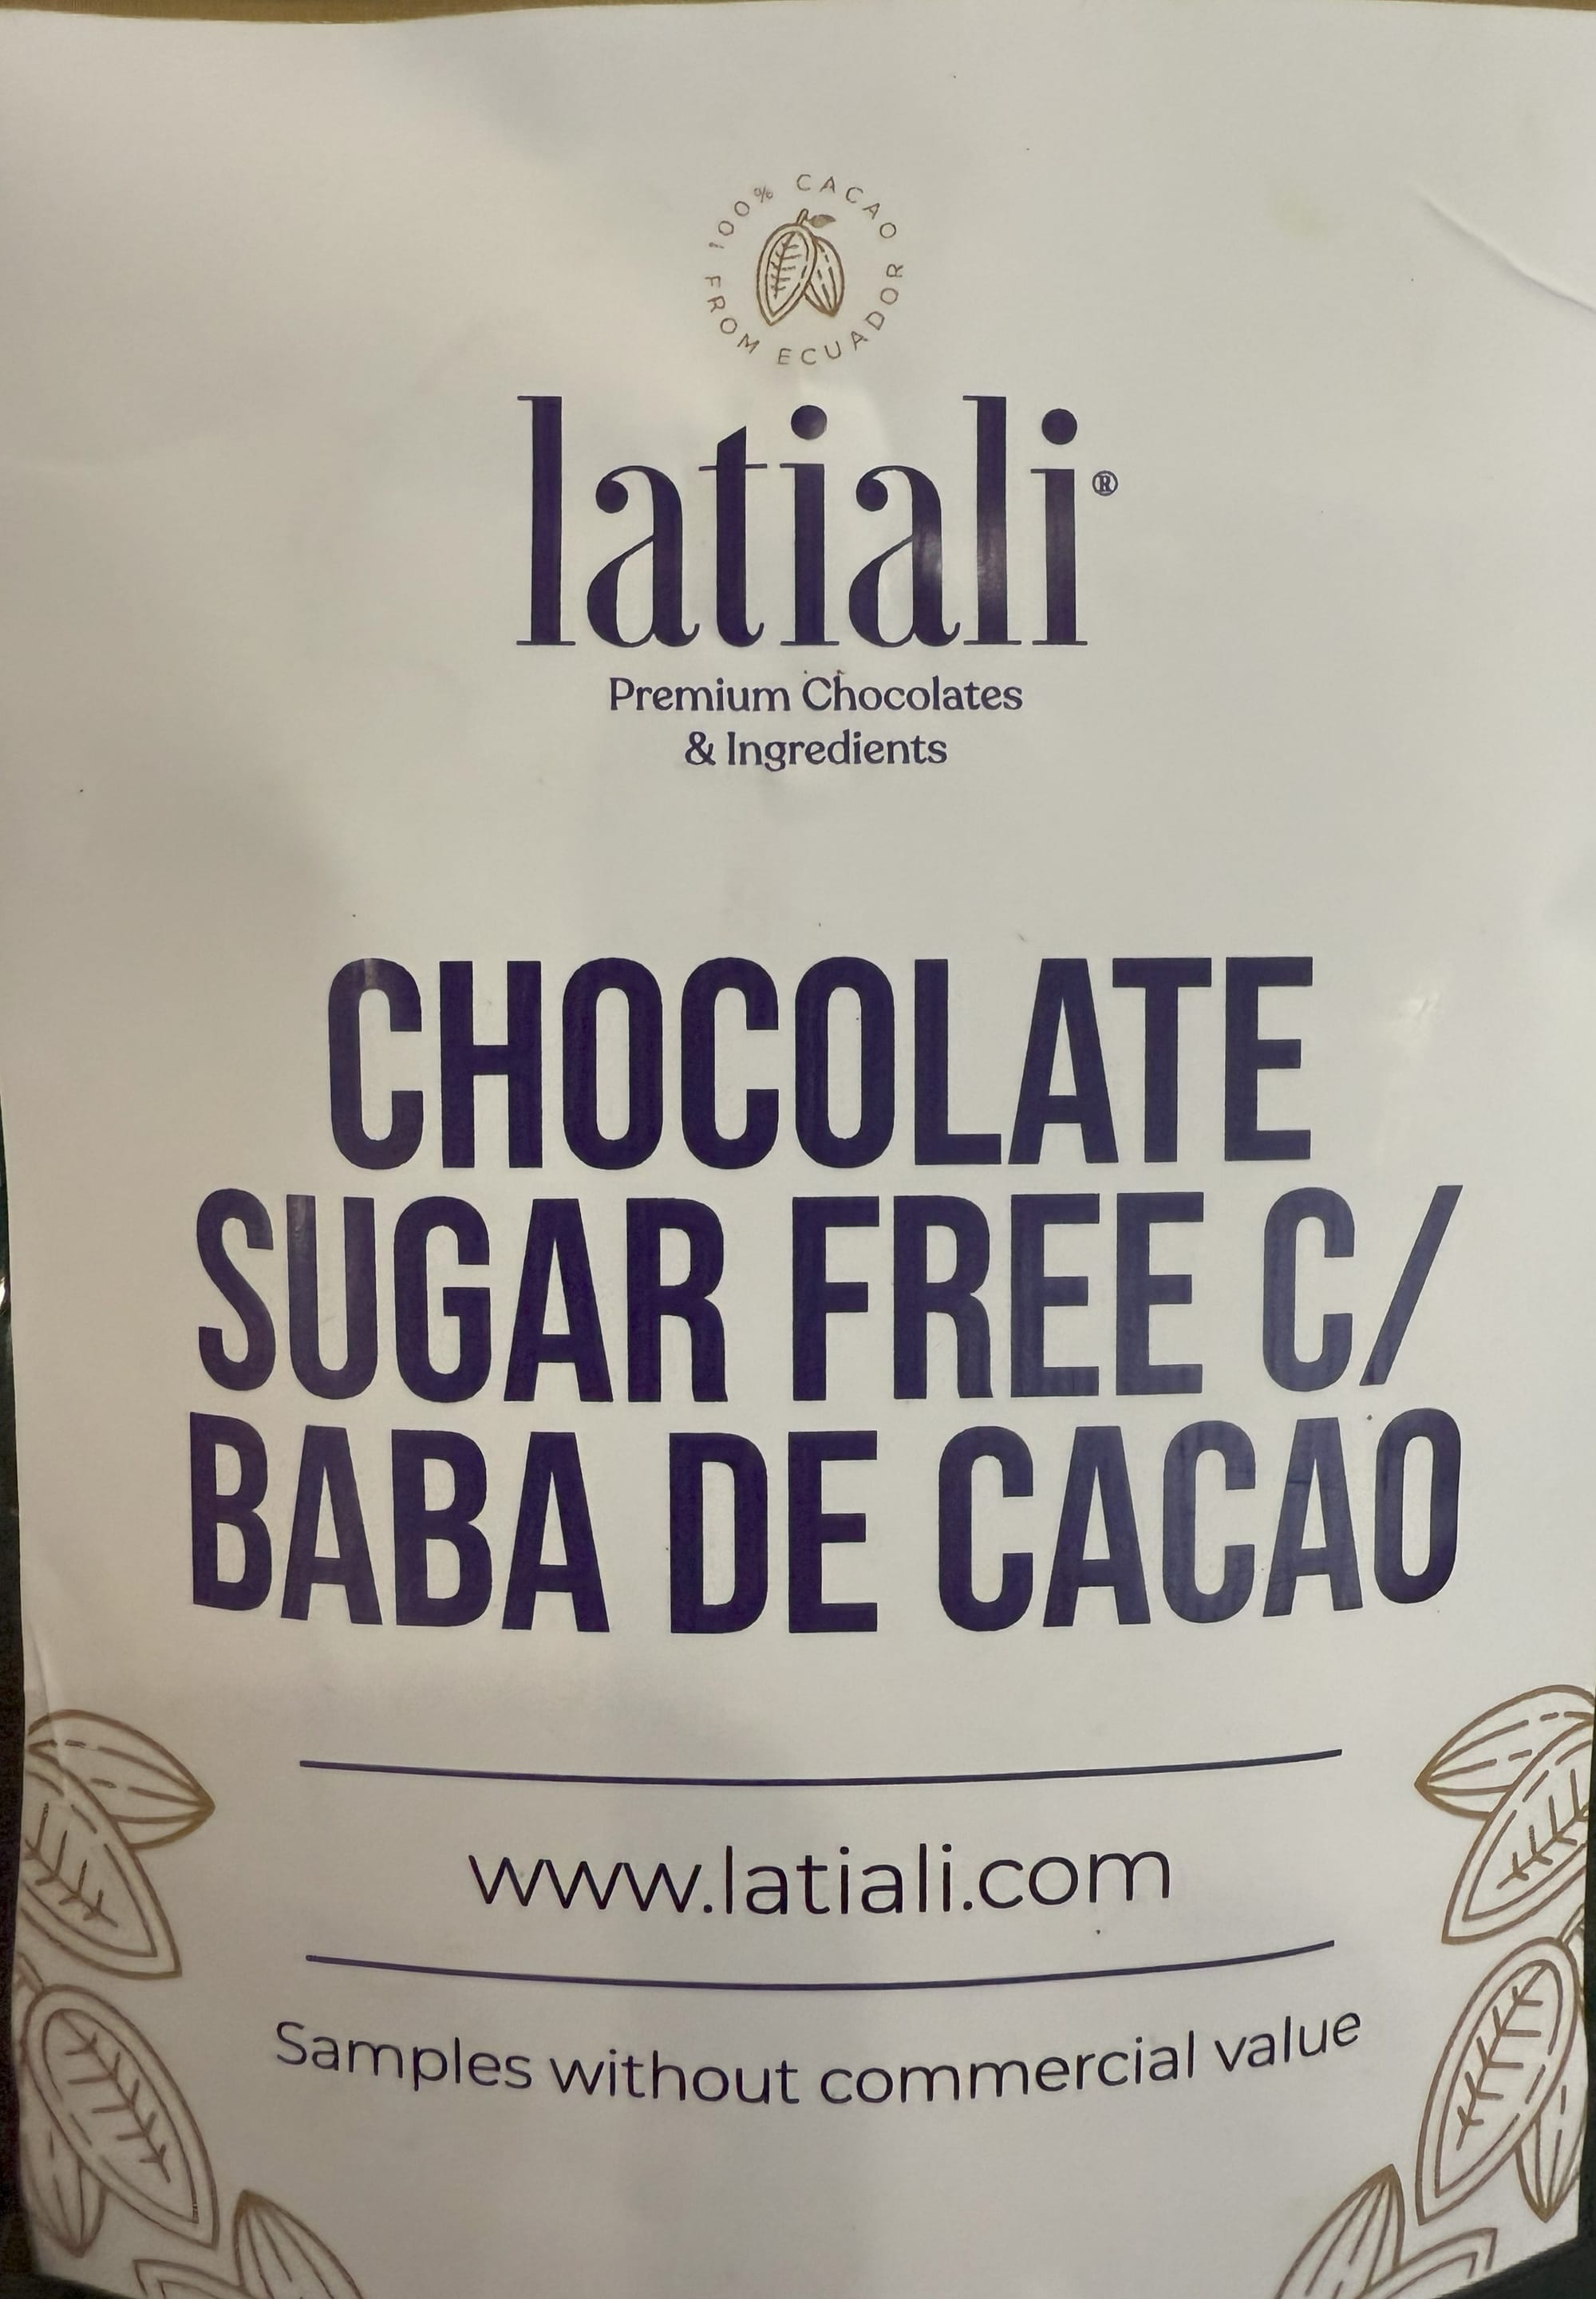 100% CACAO
FROM ECUADOR
latiali®
Premium Chocolates
& Ingredients
CHOCOLATE
SUGAR FREE C/
BABA DE CACAO
www.latiali.com
Samples without commercial value